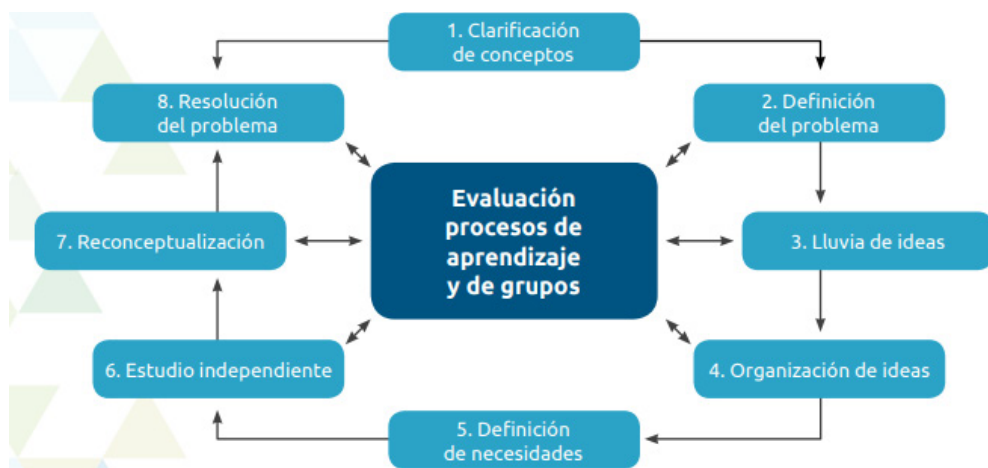 1. Clarificación
de conceptos
8. Resolución
del problema
2. Definición
del problema
Evaluación
procesos de
aprendizaje
y de grupos
7. Reconceptualización
3. Lluvia de ideas
6. Estudio independiente
4. Organización de ideas
5. Definición
de necesidades